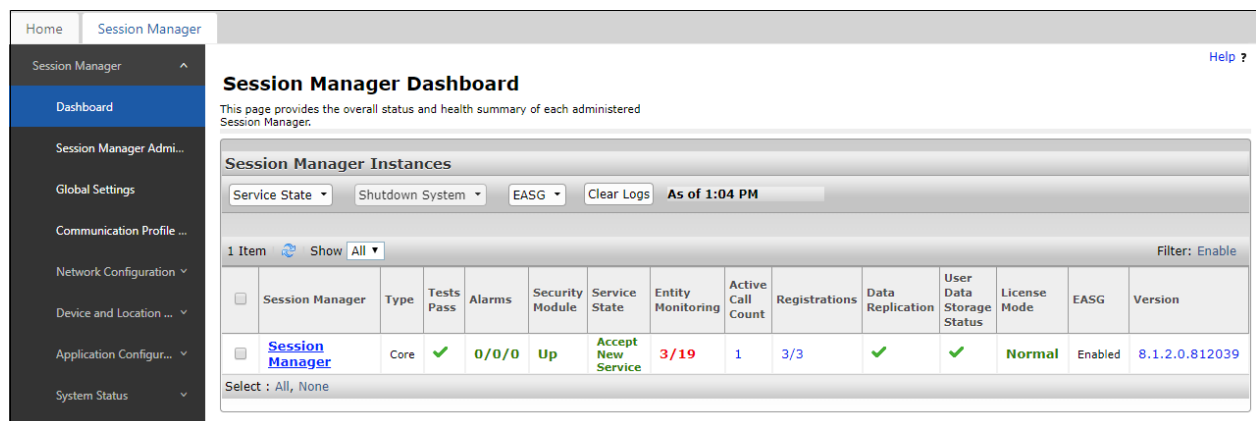 Home
Session Manager
Help ?
Session Manager
Dashboard
Session Manager Admi...
Global Settings
Communication Profile ...
Network Configuration
Device and Location ...
Application Configur...
System Status
Session Manager Dashboard
This page provides the overall status and health summary of each administered
Session Manager.
Session Manager Instances
Service State
Shutdown System
EASG
Clear Logs
As of 1:04 PM
1 Item
Show All
Filter: Enable
Session Manager
Type
Tests
Pass
Alarms
Security
Module
Service
State
Entity
Monitoring
Active
Call
Count
Registrations
Data
Replication
User
Data
Storage
Status
License
Mode
EASG
Version
Session
Manager
Core
0/0/0
Up
Accept
New
Service
3/19
1
3/3
Normal
Enabled
8.1.2.0.812039
Select : All, None